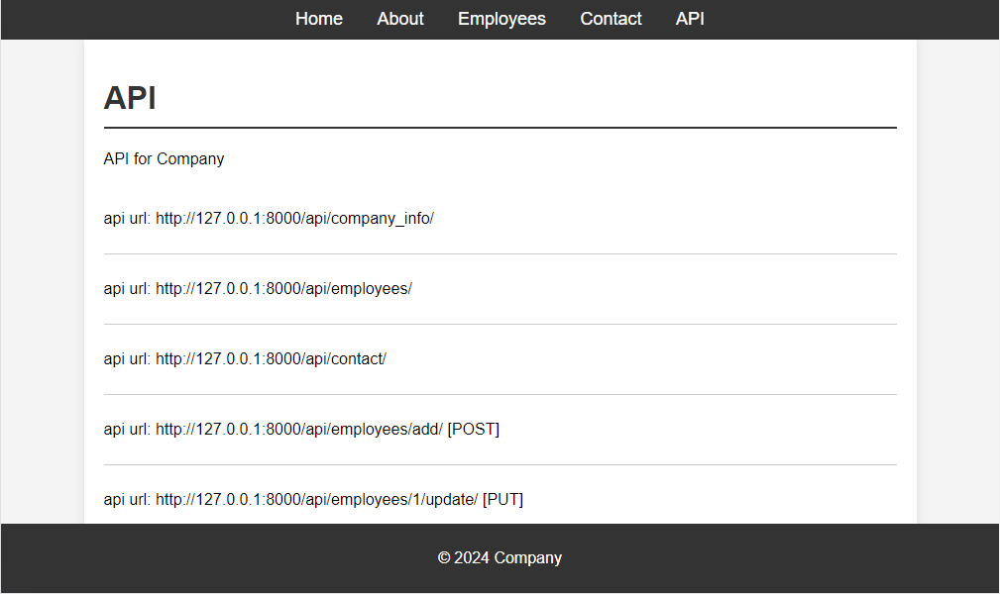 Home About Employees Contact API
API
API for Company
api url: http://127.0.0.1:8000/api/company_info/
api url: http://127.0.0.1:8000/api/employees/
api url: http://127.0.0.1:8000/api/contact/
api url: http://127.0.0.1:8000/api/employees/add/ [POST]
api url: http://127.0.0.1:8000/api/employees/1/update/ [PUT]
© 2024 Company